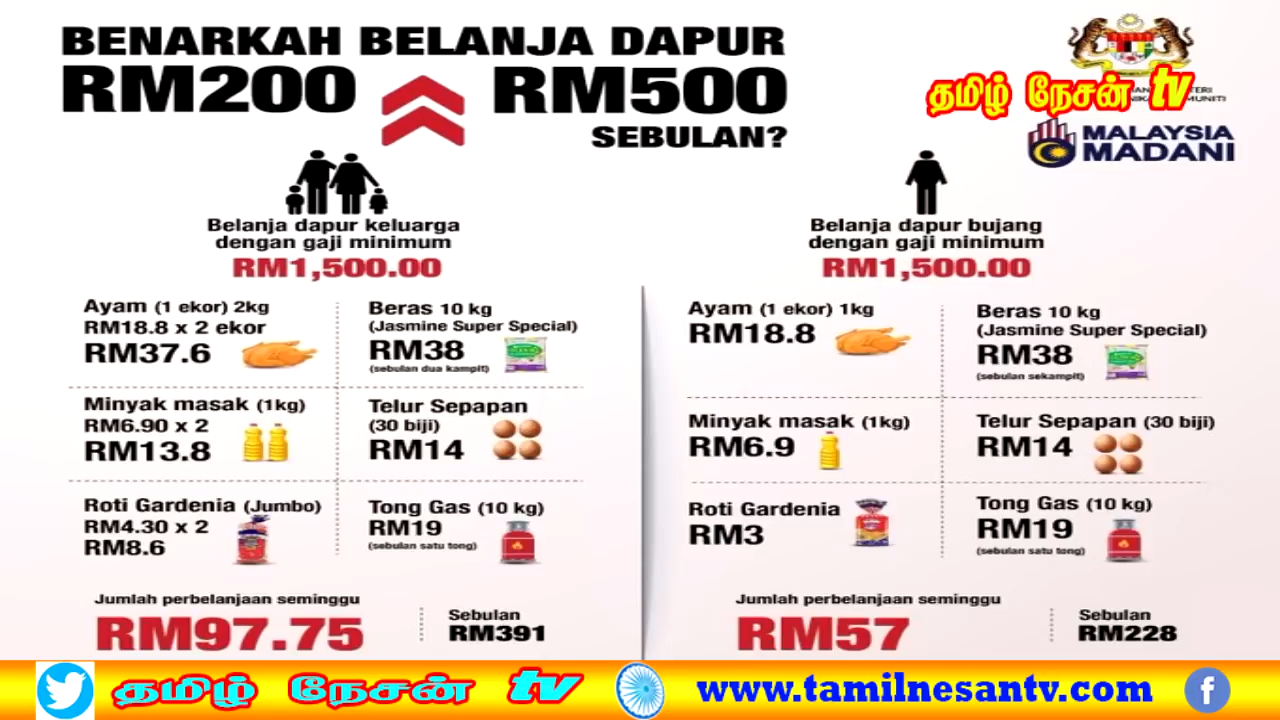 BENARKAH BELANJA DAPUR
RM200 RM500
SEBULAN?
தமிழ் நேசன் tv
MALAYSIA
MADANI
Belanja dapur keluarga
dengan gaji minimum
RM1,500.00
Ayam (1 ekor) 2kg
RM18.8 x 2 ekor
RM37.6
Beras 10 kg
(Jasmine Super Special)
RM38
(sebulan dua kampit)
Minyak masak (1kg)
RM6.90 x 2
RM13.8
Telur Sepapan
(30 biji)
RM14
Roti Gardenia (Jumbo)
RM4.30 x 2
RM8.6
Tong Gas (10 kg)
RM19
(sebulan satu tong)
Jumlah perbelanjaan seminggu
RM97.75
Sebulan
RM391
Belanja dapur bujang
dengan gaji minimum
RM1,500.00
Ayam (1 ekor) 1kg
RM18.8
Beras 10 kg
(Jasmine Super Special)
RM38
(sebulan sekampit)
Minyak masak (1kg)
RM6.9
Telur Sepapan (30 biji)
RM14
Roti Gardenia
RM3
Tong Gas (10 kg)
RM19
(sebulan satu tong)
Jumlah perbelanjaan seminggu
RM57
Sebulan
RM228
தமிழ் நேசன் tv
www.tamilnesantv.com